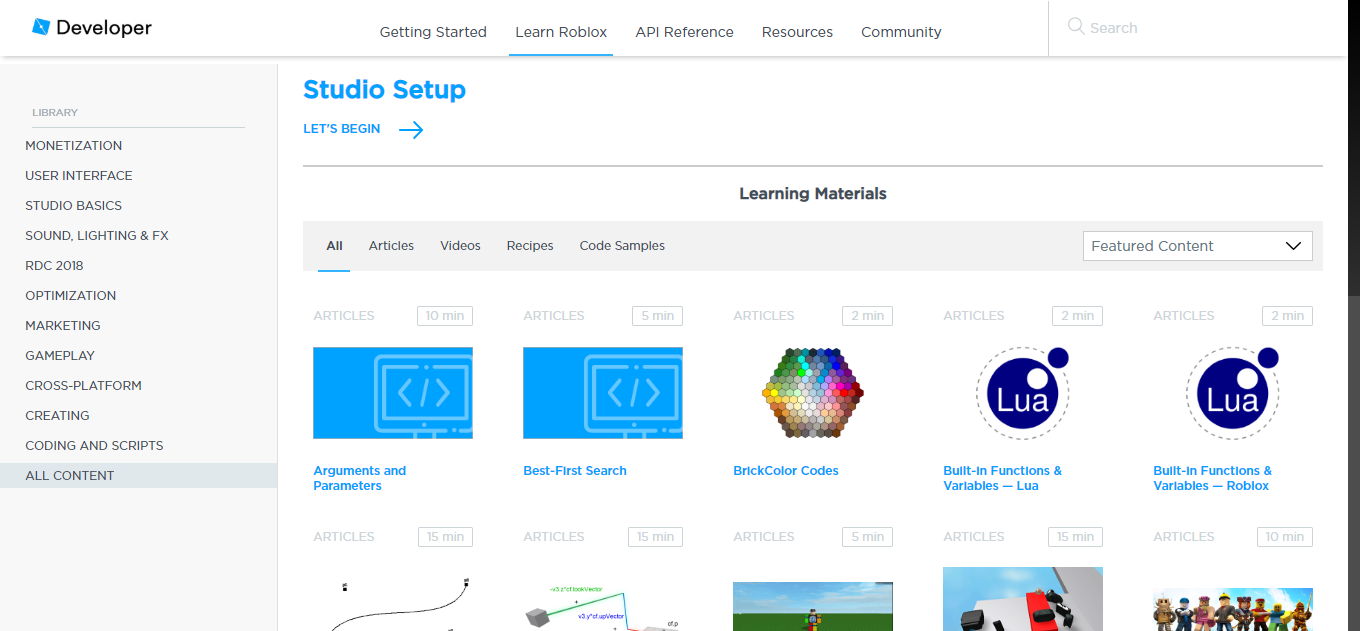 Developer
Getting Started
Learn Roblox
API Reference
Resources
Community
Search
LIBRARY
MONETIZATION
USER INTERFACE
STUDIO BASICS
SOUND, LIGHTING & FX
RDC 2018
OPTIMIZATION
MARKETING
GAMEPLAY
CROSS-PLATFORM
CREATING
CODING AND SCRIPTS
ALL CONTENT
Studio Setup
LET'S BEGIN
Learning Materials
All
Articles
Videos
Recipes
Code Samples
Featured Content
ARTICLES 10 min
ARTICLES 5 min
ARTICLES 2 min
ARTICLES 2 min
ARTICLES 2 min
</>
</>
Lua
Lua
Arguments and
Parameters
Best-First Search
BrickColor Codes
Built-in Functions &
Variables — Lua
Built-in Functions &
Variables — Roblox
ARTICLES 15 min
ARTICLES 15 min
ARTICLES 5 min
ARTICLES 15 min
ARTICLES 10 min
-v3.z*cf.lookVector
v3.y*cf.upVector
cf.p